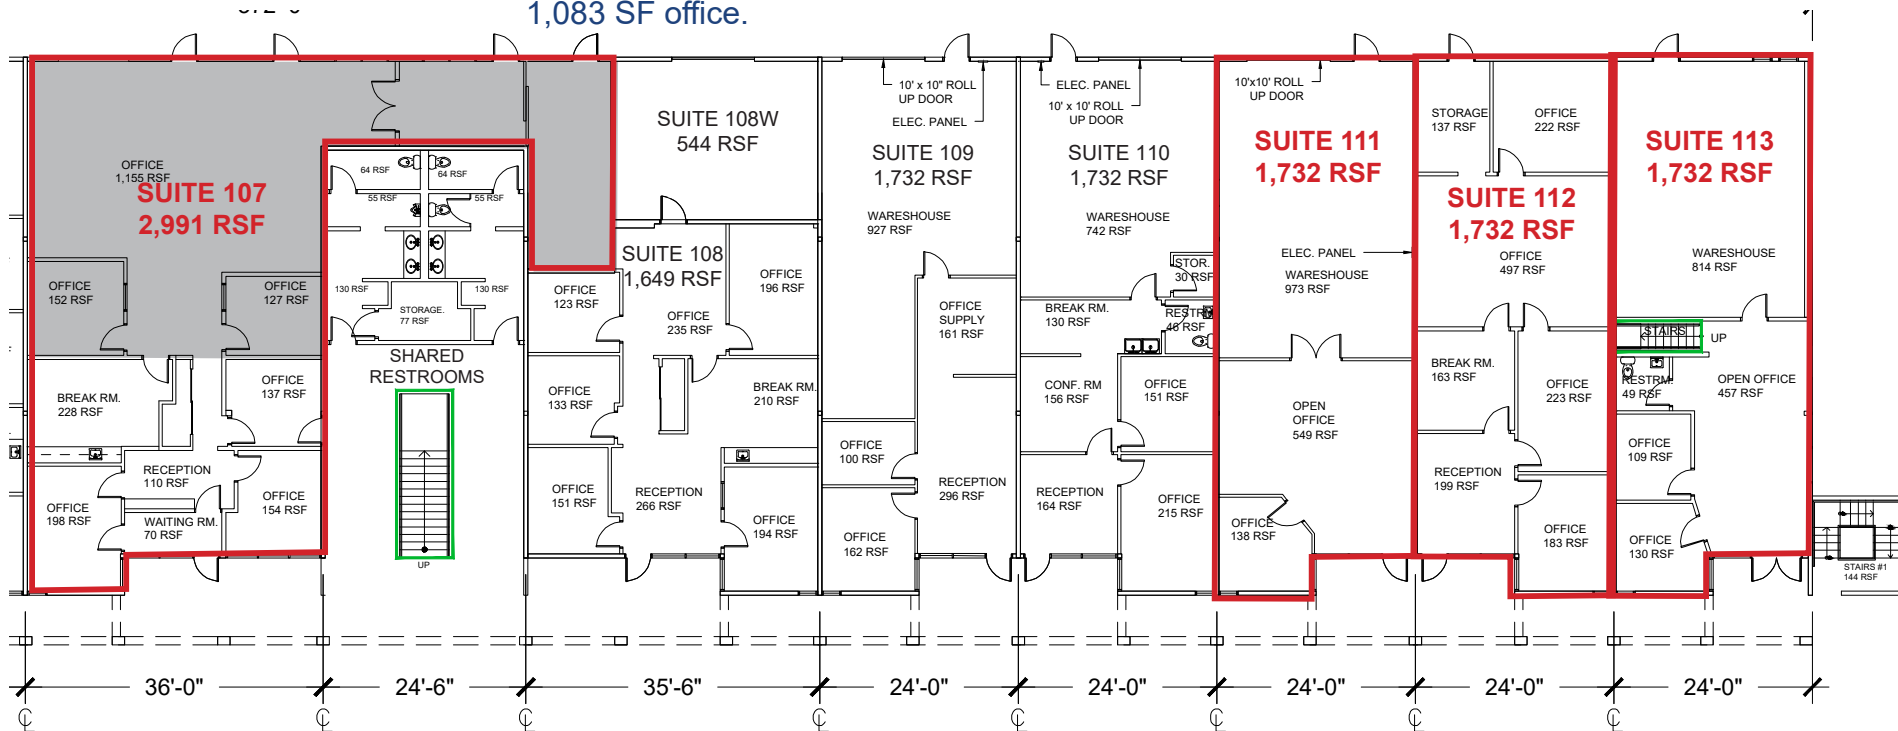 1,083 SF office.
OFFICE
1,155 RSF
SUITE 107
2,991 RSF
OFFICE
152 RSF
OFFICE
127 RSF
BREAK RM.
228 RSF
OFFICE
137 RSF
RECEPTION
110 RSF
OFFICE
198 RSF
WAITING RM.
70 RSF
OFFICE
154 RSF
64 RSF
64 RSF
55 RSF
55 RSF
130 RSF
130 RSF
STORAGE.
77 RSF
SHARED
RESTROOMS
UP
SUITE 108W
544 RSF
SUITE 108
1,649 RSF
OFFICE
123 RSF
OFFICE
196 RSF
OFFICE
235 RSF
OFFICE
133 RSF
BREAK RM.
210 RSF
OFFICE
151 RSF
RECEPTION
266 RSF
OFFICE
194 RSF
10' x 10" ROLL
UP DOOR
ELEC. PANEL
SUITE 109
1,732 RSF
WARESHOUSE
927 RSF
OFFICE
SUPPLY
161 RSF
OFFICE
100 RSF
RECEPTION
296 RSF
OFFICE
162 RSF
ELEC. PANEL
10' x 10' ROLL
UP DOOR
SUITE 110
1,732 RSF
WAREHOUSE
742 RSF
STOR.
30 RSF
BREAK RM.
130 RSF
RESTRM.
46 RSF
CONF. RM
156 RSF
OFFICE
151 RSF
RECEPTION
164 RSF
OFFICE
215 RSF
10'x10' ROLL
UP DOOR
SUITE 111
1,732 RSF
ELEC. PANEL
WAREHOUSE
973 RSF
OPEN
OFFICE
549 RSF
OFFICE
138 RSF
STORAGE
137 RSF
OFFICE
222 RSF
SUITE 112
1,732 RSF
OFFICE
497 RSF
BREAK RM.
163 RSF
OFFICE
223 RSF
RECEPTION
199 RSF
OFFICE
183 RSF
SUITE 113
1,732 RSF
WAREHOUSE
814 RSF
STAIRS
UP
RESTRM.
49 RSF
OPEN OFFICE
457 RSF
OFFICE
109 RSF
OFFICE
130 RSF
STAIRS #1
144 RSF
36'-0"
24'-6"
35'-6"
24'-0"
24'-0"
24'-0"
24'-0"
24'-0"